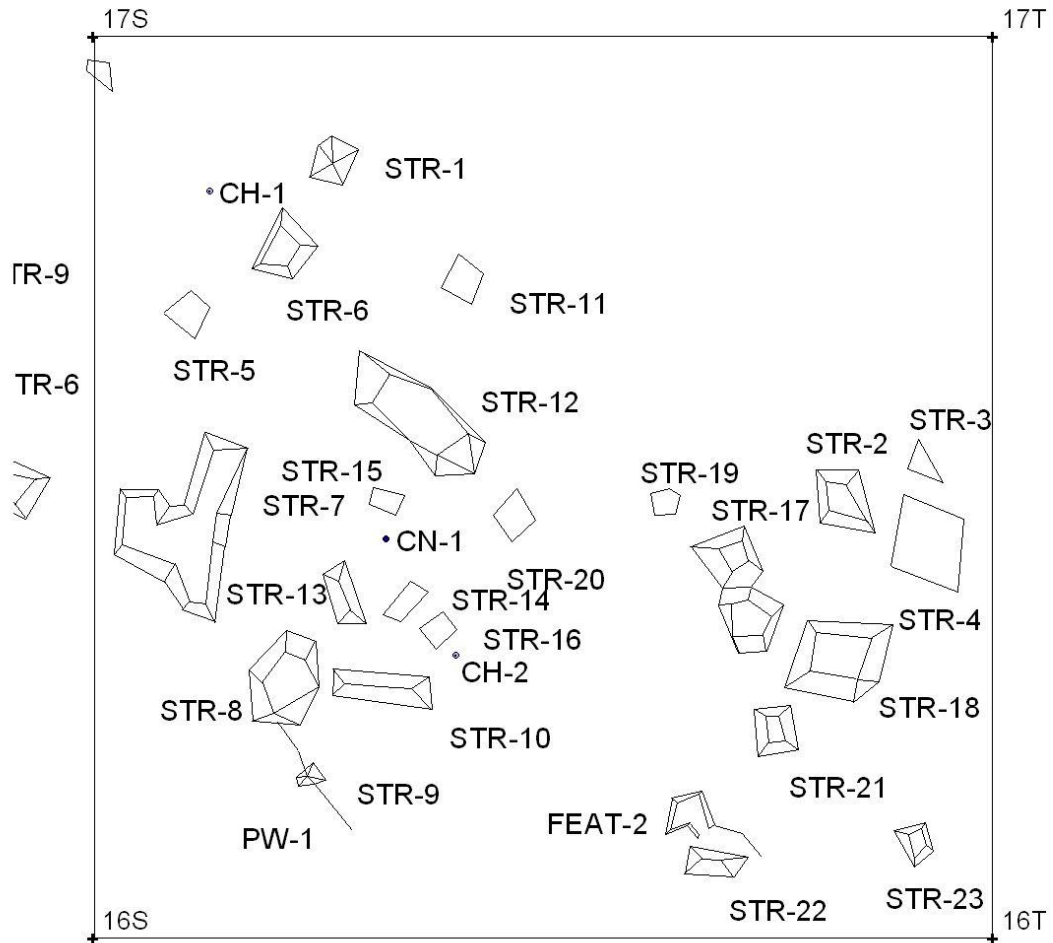 17S 17T
STR-1
CH-1
TR-9
STR-6
STR-11
STR-5
TR-6
STR-12
STR-3
STR-2
STR-15
STR-19
STR-7
STR-17
CN-1
STR-20
STR-13
STR-14
STR-4
STR-16
CH-2
STR-8
STR-18
STR-10
STR-21
STR-9
FEAT-2
PW-1
STR-23
STR-22
16S 16T